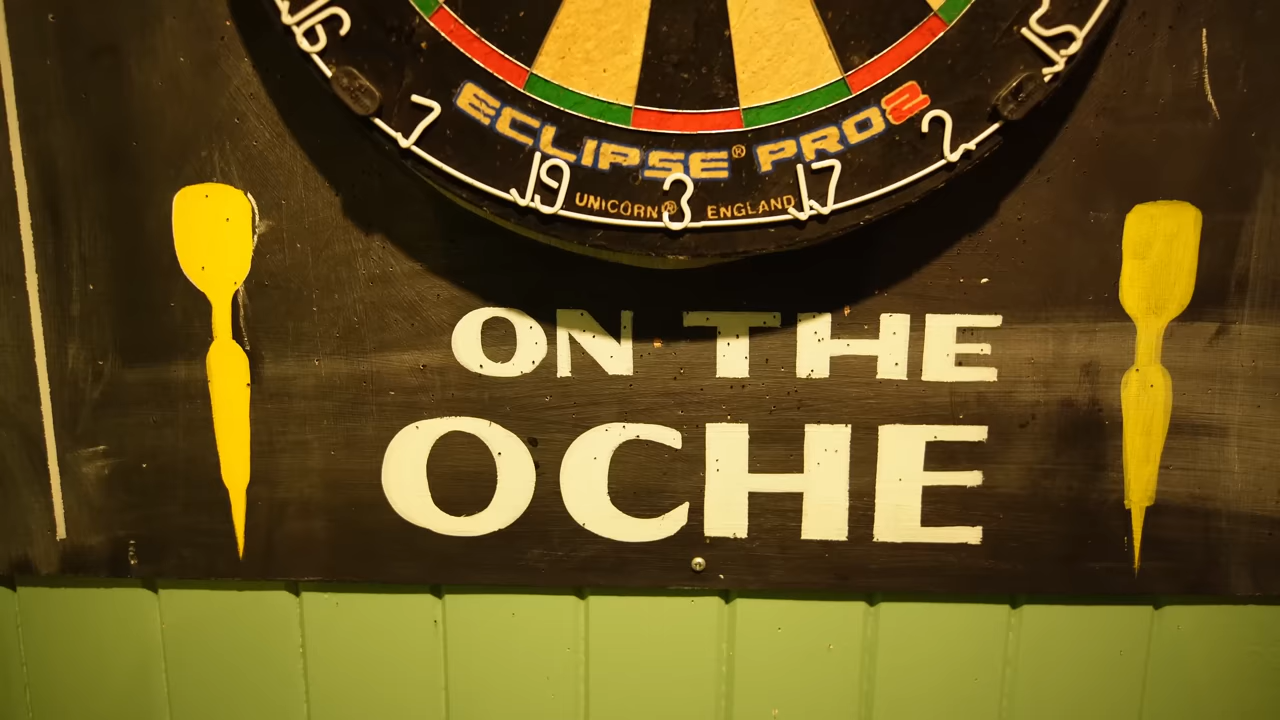 16
15
7
2
ECLIPSE® PRO2
19
3
17
UNICORN® ENGLAND
ON THE
OCHE